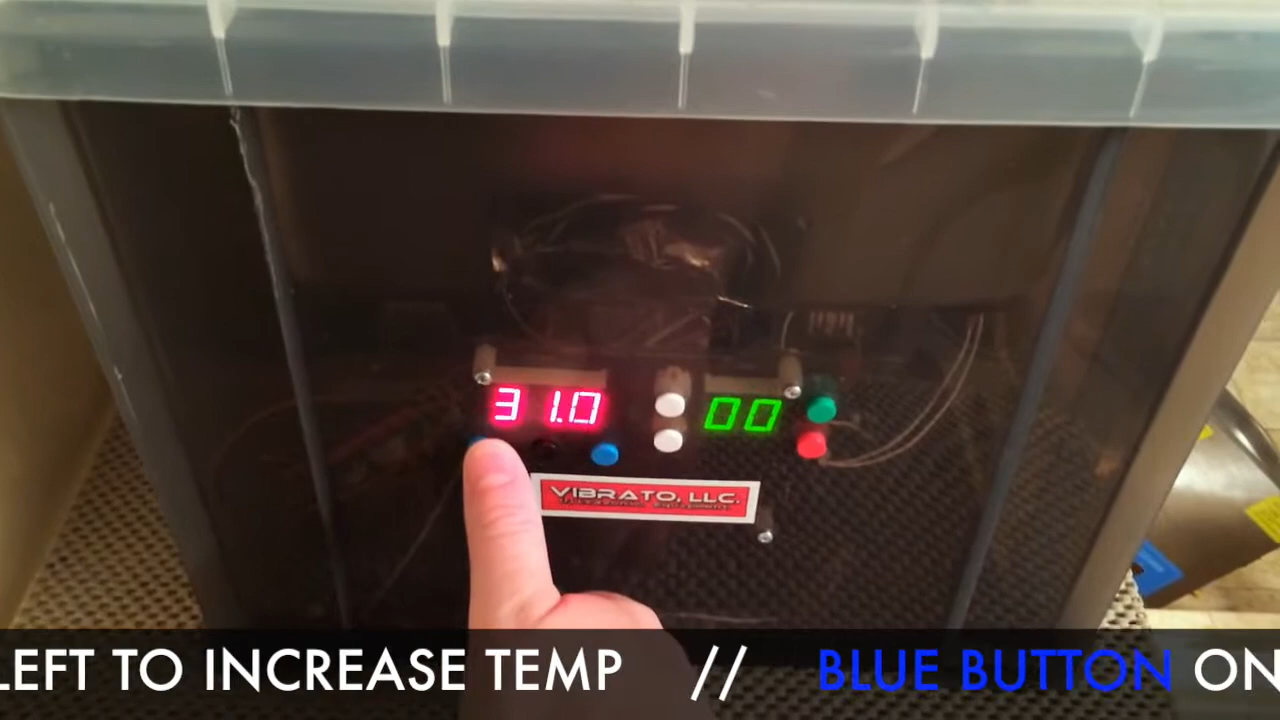 31.0
00
VIBRATO, LLC.
LEFT TO INCREASE TEMP // BLUE BUTTON ON